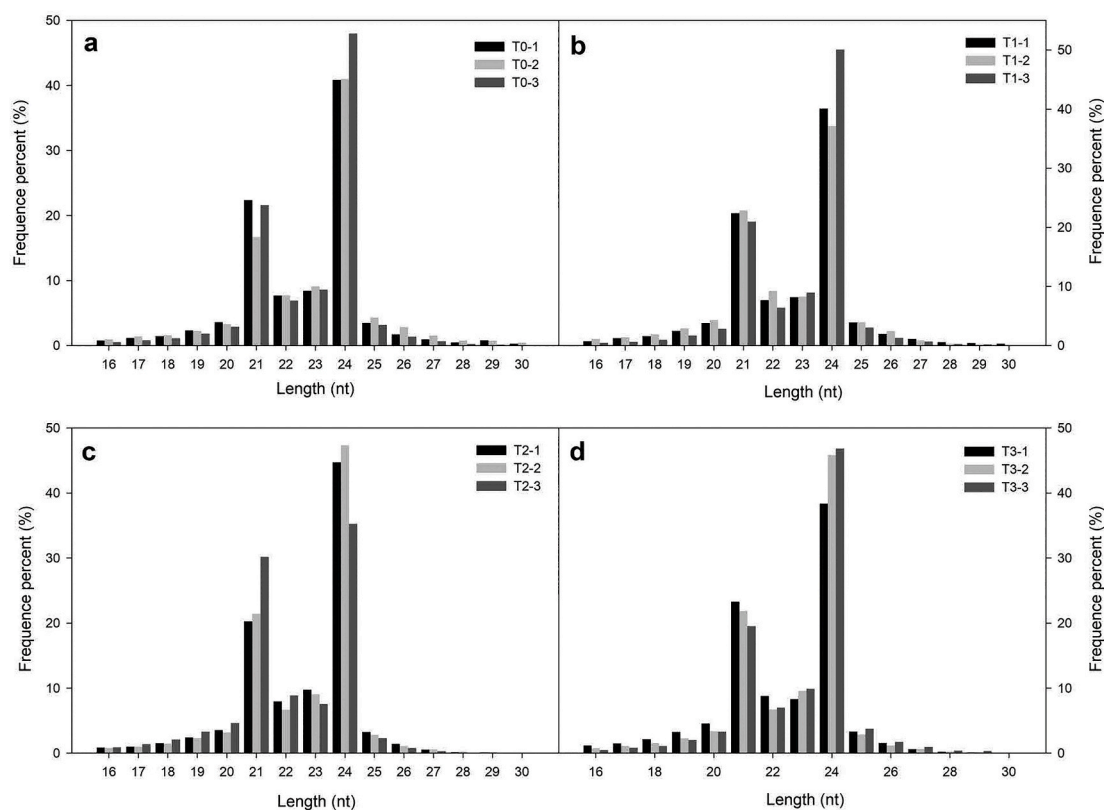 a
T0-1
T0-2
T0-3
Frequence percent (%)
50
40
30
20
10
0
16 17 18 19 20 21 22 23 24 25 26 27 28 29 30
Length (nt)
b
T1-1
T1-2
T1-3
50
40
30
20
10
0
Frequence percent (%)
16 17 18 19 20 21 22 23 24 25 26 27 28 29 30
Length (nt)
c
T2-1
T2-2
T2-3
Frequence percent (%)
50
40
30
20
10
0
16 17 18 19 20 21 22 23 24 25 26 27 28 29 30
Length (nt)
d
T3-1
T3-2
T3-3
50
40
30
20
10
0
Frequence percent (%)
16 18 20 22 24 26 28 30
Length (nt)